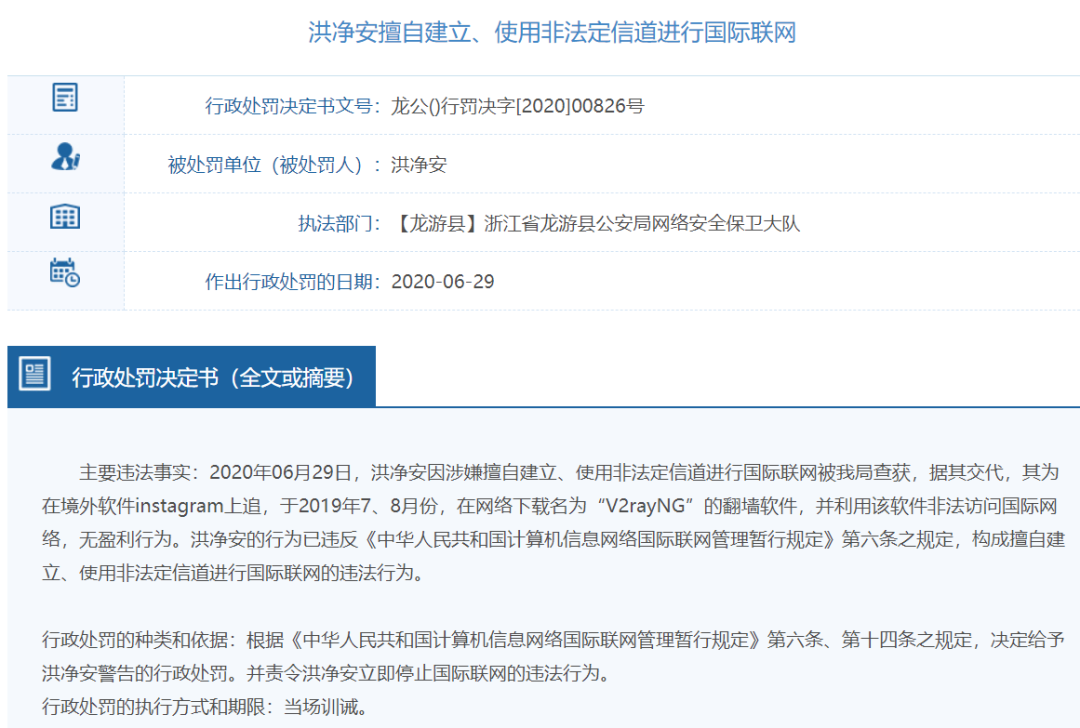 洪净安擅自建立、使用非法定信道进行国际联网
行政处罚决定书文号：龙公()行罚决字[2020]00826号
被处罚单位（被处罚人）：洪净安
执法部门：【龙游县】浙江省龙游县公安局网络安全保卫大队
作出行政处罚的日期：2020-06-29
行政处罚决定书（全文或摘要）
主要违法事实：2020年06月29日，洪净安因涉嫌擅自建立、使用非法定信道进行国际联网被我局查获，据其交代，其为
在境外软件instagram上追，于2019年7、8月份，在网络下载名为“V2rayNG”的翻墙软件，并利用该软件非法访问国际网
络，无盈利行为。洪净安的行为已违反《中华人民共和国计算机信息网络国际联网管理暂行规定》第六条之规定，构成擅自建
立、使用非法定信道进行国际联网的违法行为。
行政处罚的种类和依据：根据《中华人民共和国计算机信息网络国际联网管理暂行规定》第六条、第十四条之规定，决定给予
洪净安警告的行政处罚。并责令洪净安立即停止国际联网的违法行为。
行政处罚的执行方式和期限：当场训诫。